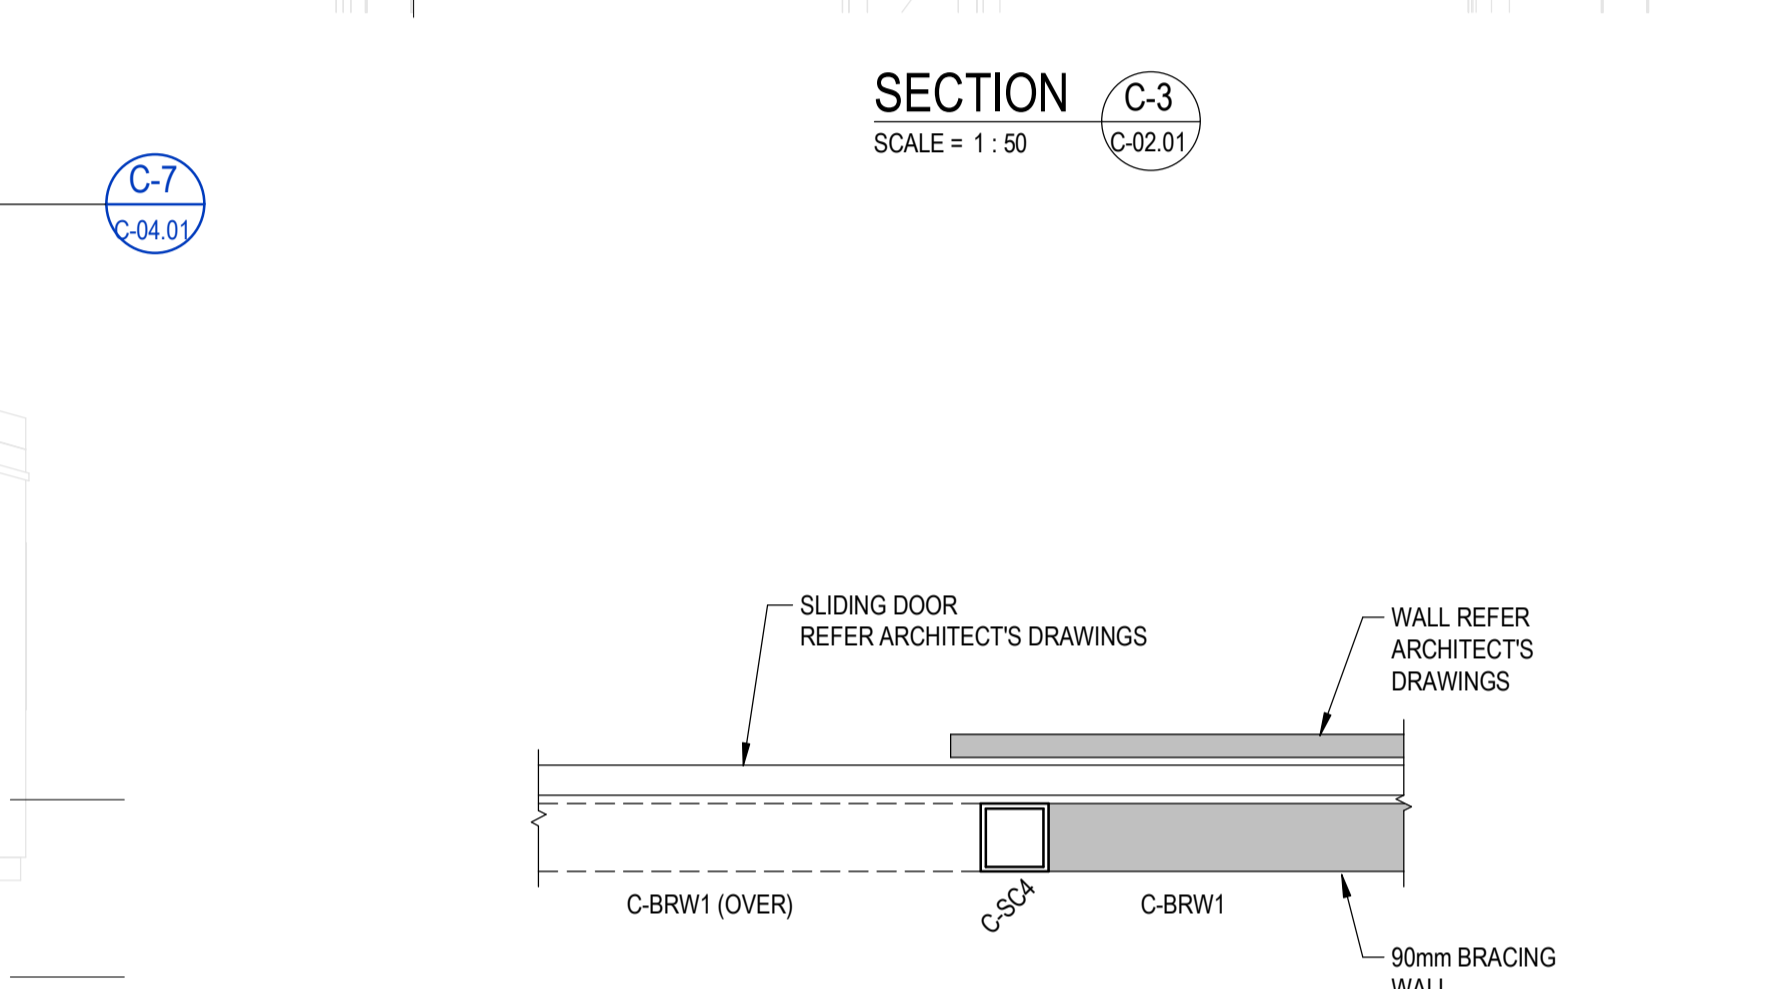 SECTION
C-3
SCALE = 1 : 50
C-02.01
C-7
C-04.01
SLIDING DOOR
REFER ARCHITECT'S DRAWINGS
WALL REFER
ARCHITECT'S
DRAWINGS
C-BRW1 (OVER)
C-SC4
C-BRW1
90mm BRACING
WALL